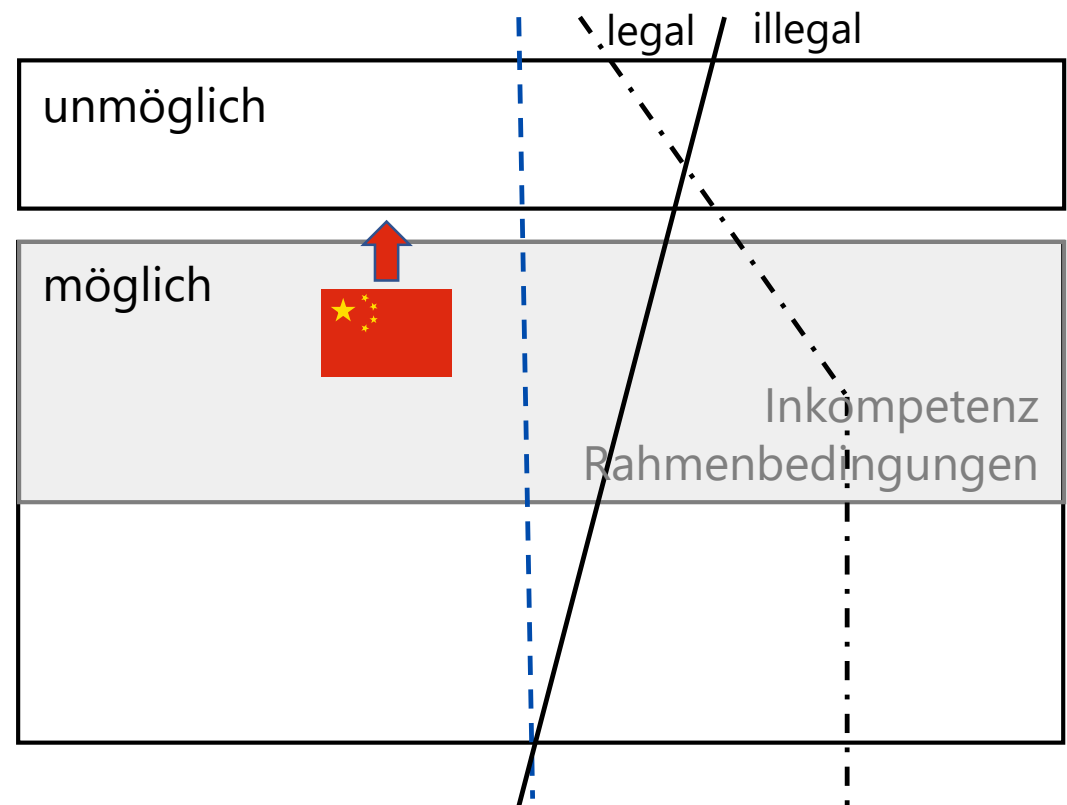 legal illegal
unmöglich
möglich
Inkompetenz
Rahmenbedingungen